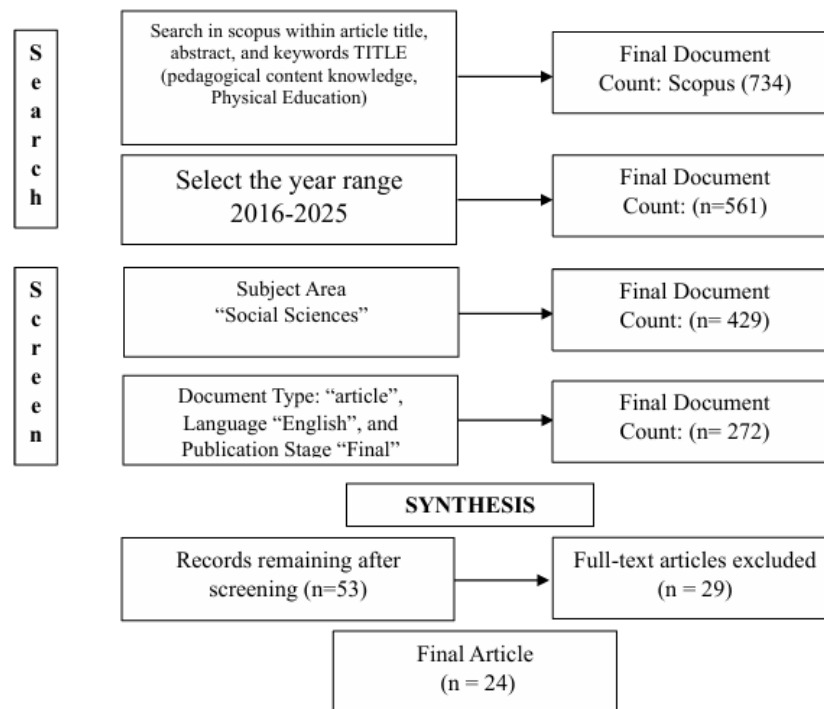 Search
Search in scopus within article title,
abstract, and keywords TITLE
(pedagogical content knowledge,
Physical Education)
Final Document
Count: Scopus (734)
Select the year range
2016-2025
Final Document
Count: (n=561)
Screen
Subject Area
“Social Sciences”
Final Document
Count: (n= 429)
Document Type: “article”,
Language “English”, and
Publication Stage “Final”
Final Document
Count: (n= 272)
SYNTHESIS
Records remaining after
screening (n=53)
Full-text articles excluded
(n = 29)
Final Article
(n = 24)